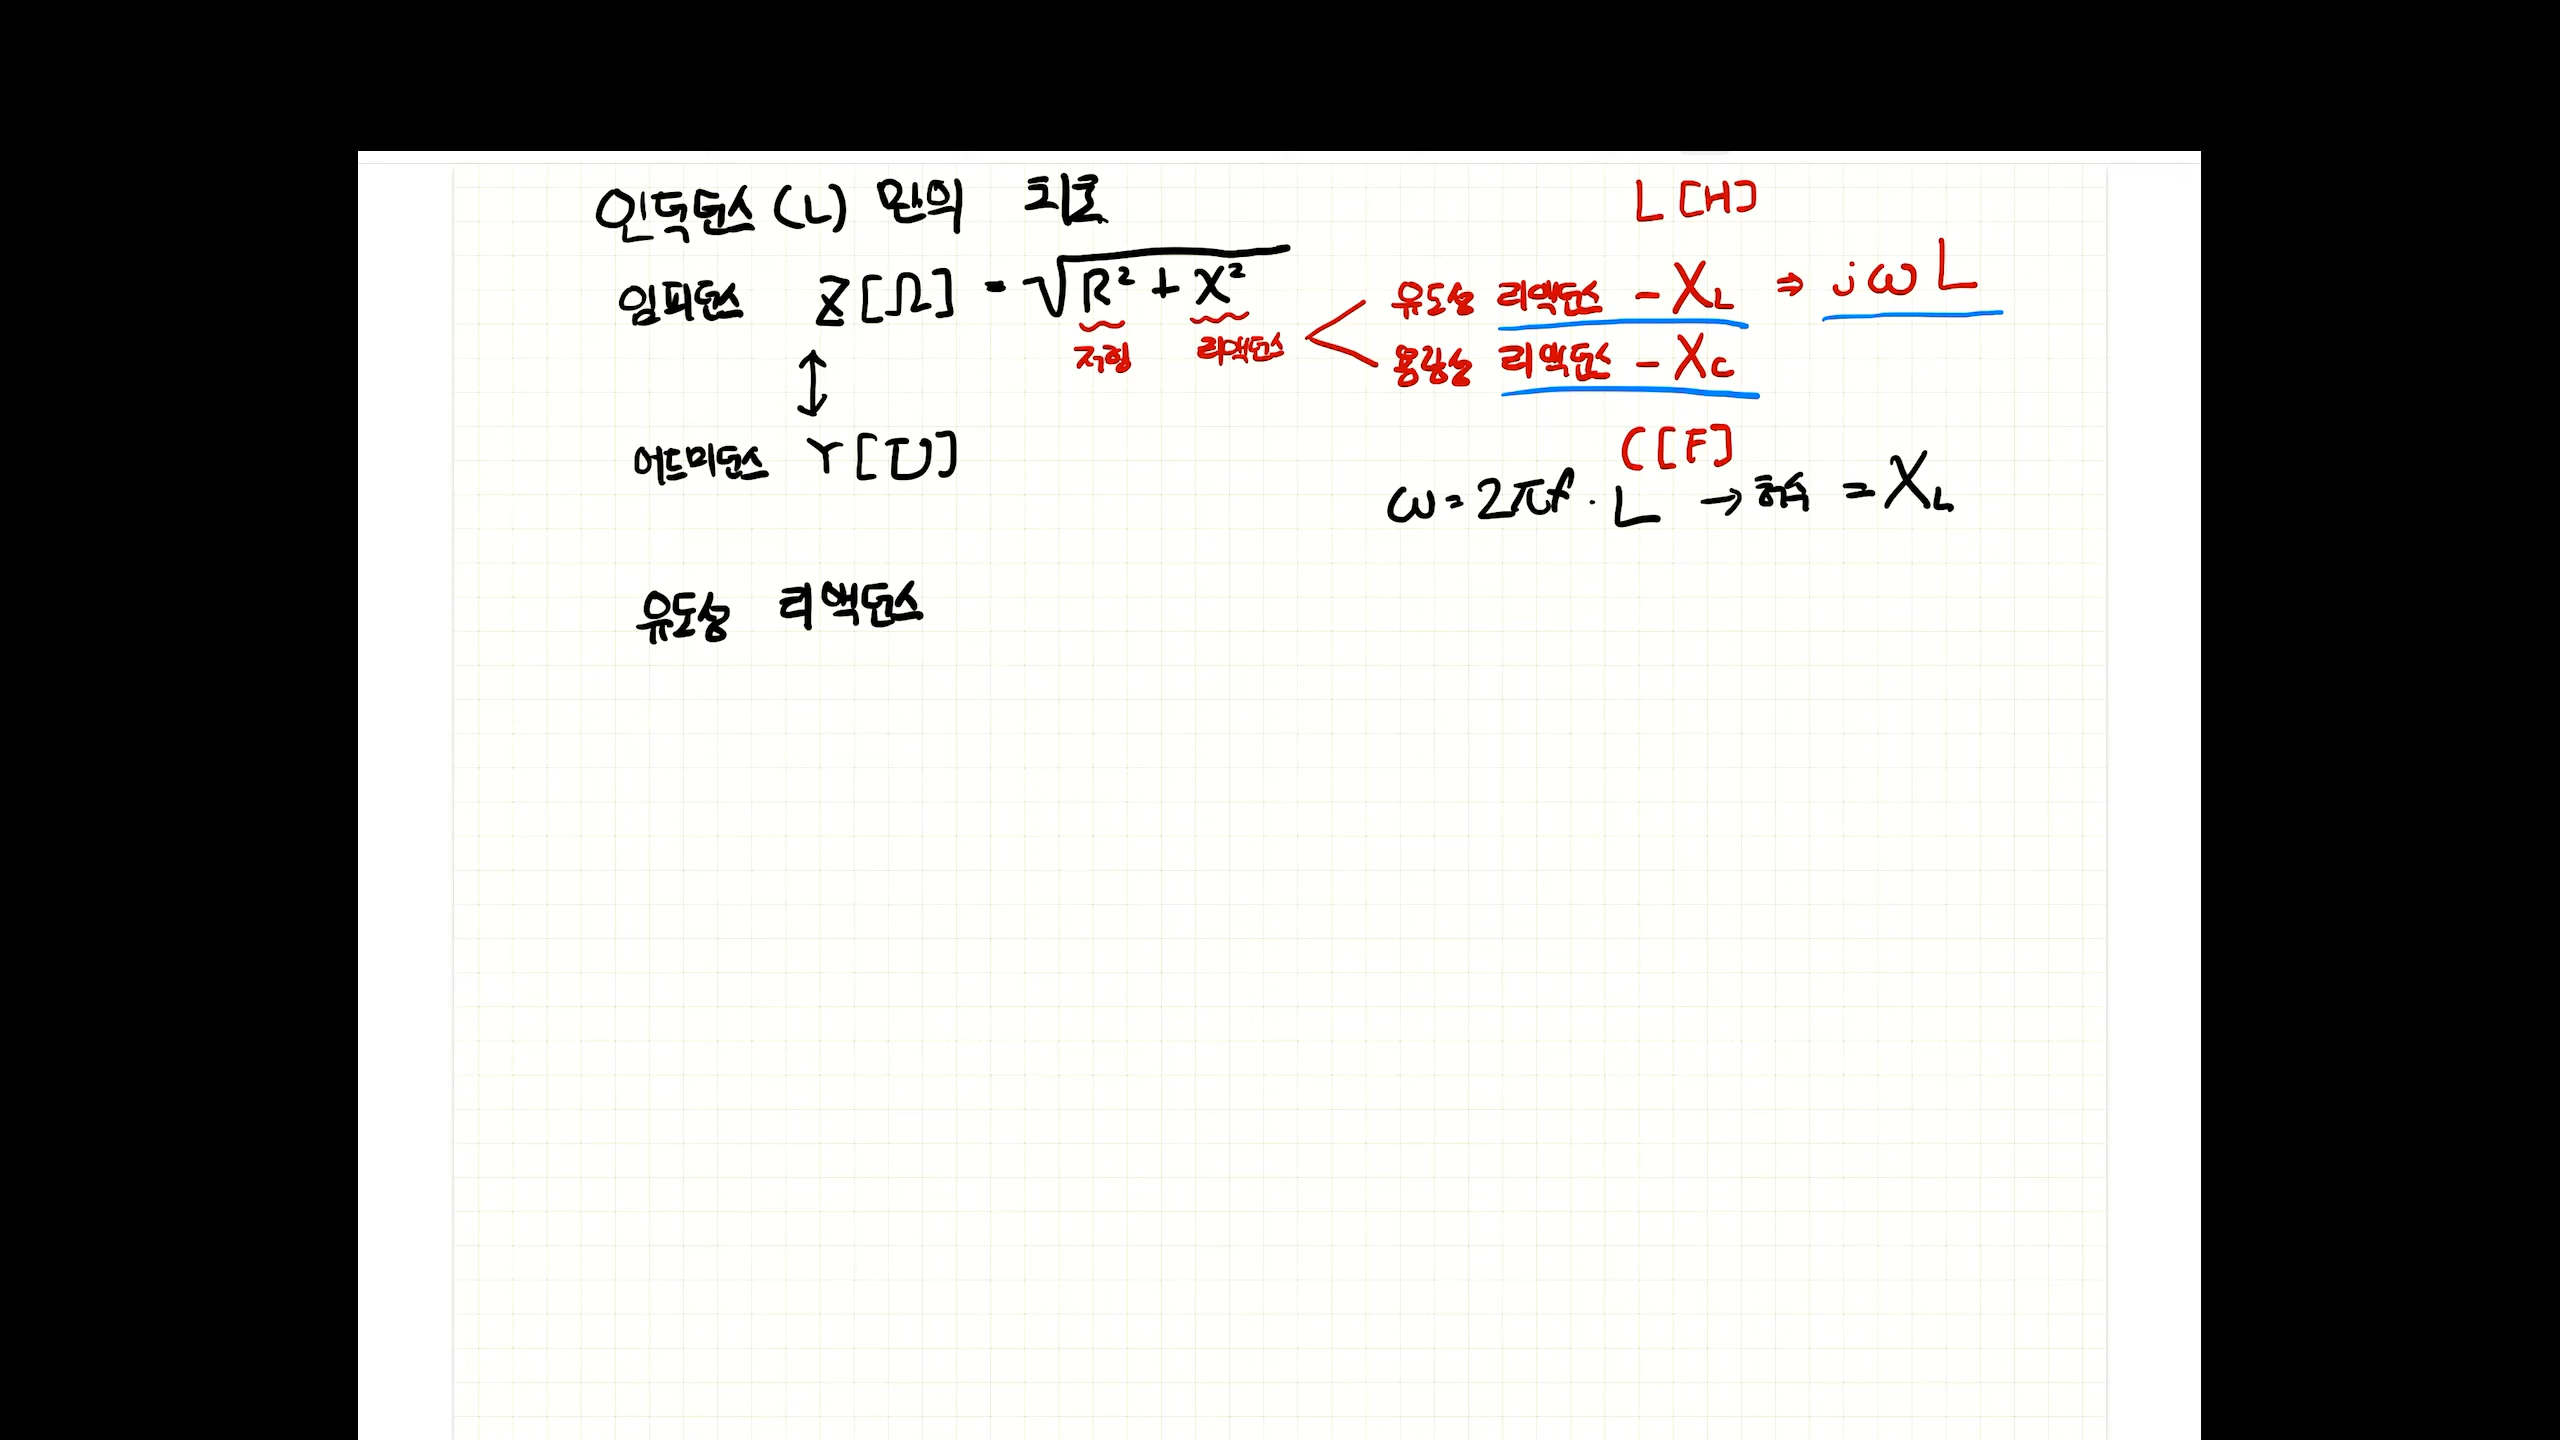 인덕턴스 (L) 만의 회로
L [H]
임피던스 Z[Ω] = √R² + X²
저항 리액턴스
유도성 리액턴스 - X_L ⇒ jωL
용량성 리액턴스 - X_C
C[F]
어드미턴스 Y[℧]
ω = 2πf · L → 허수 = X_L
유도성 리액턴스